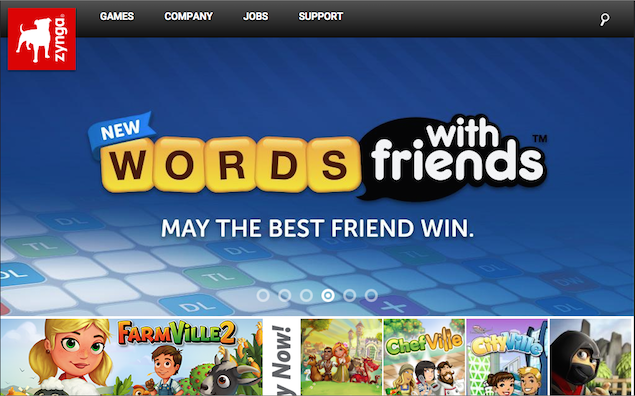 GAMES COMPANY JOBS SUPPORT
zynga
NEW
WORDS
with
friends™
MAY THE BEST FRIEND WIN.
DL
TL
DL
TL
DL
DL
FARMVILLE 2
y Now!
ChefVille
CityVille